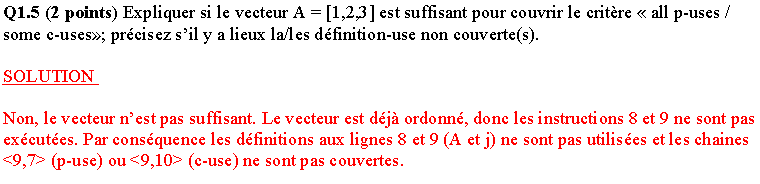 Q1.5 (2 points) Expliquer si le vecteur A = [1,2,3] est suffisant pour couvrir le critère « all p-uses /
some c-uses»; précisez s’il y a lieux la/les définition-use non couverte(s).
SOLUTION
Non, le vecteur n’est pas suffisant. Le vecteur est déjà ordonné, donc les instructions 8 et 9 ne sont pas
exécutées. Par conséquence les définitions aux lignes 8 et 9 (A et j) ne sont pas utilisées et les chaines
<9,7> (p-use) ou <9,10> (c-use) ne sont pas couvertes.